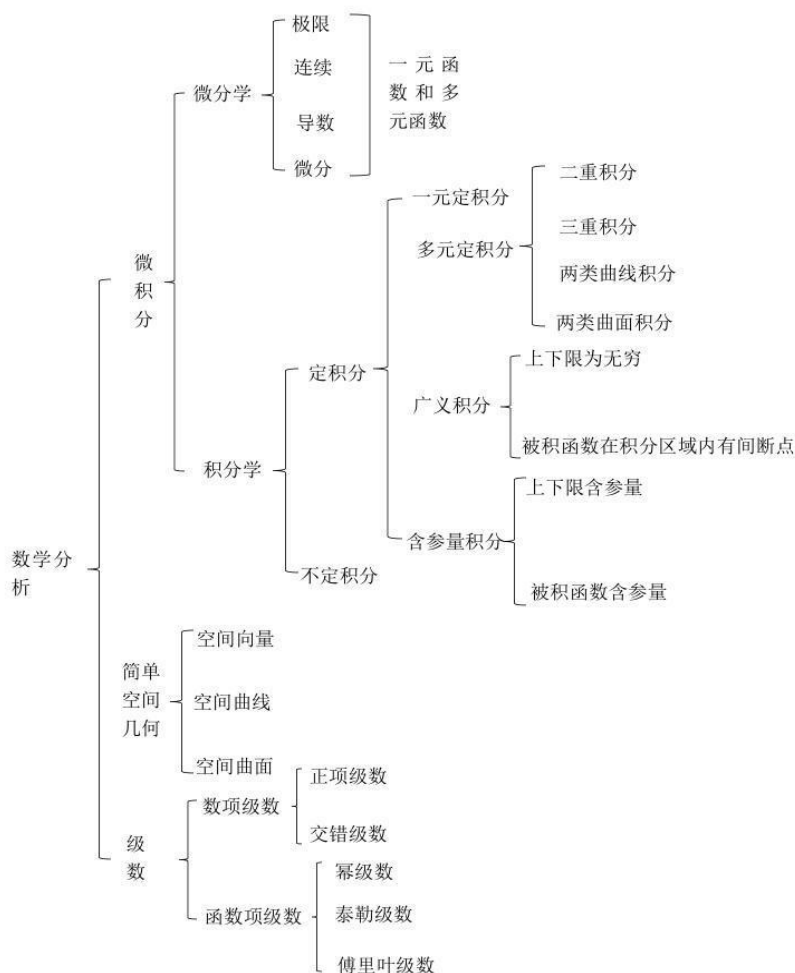 极限
连续
导数
微分
一元函
数和多
元函数
微分学
微
积
分
一元定积分
多元定积分
二重积分
三重积分
两类曲线积分
两类曲面积分
定积分
广义积分
上下限为无穷
被积函数在积分区域内有间断点
积分学
含参量积分
上下限含参量
被积函数含参量
不定积分
数学分
析
简单
空间
几何
空间向量
空间曲线
空间曲面
级
数
数项级数
正项级数
交错级数
函数项级数
幂级数
泰勒级数
傅里叶级数